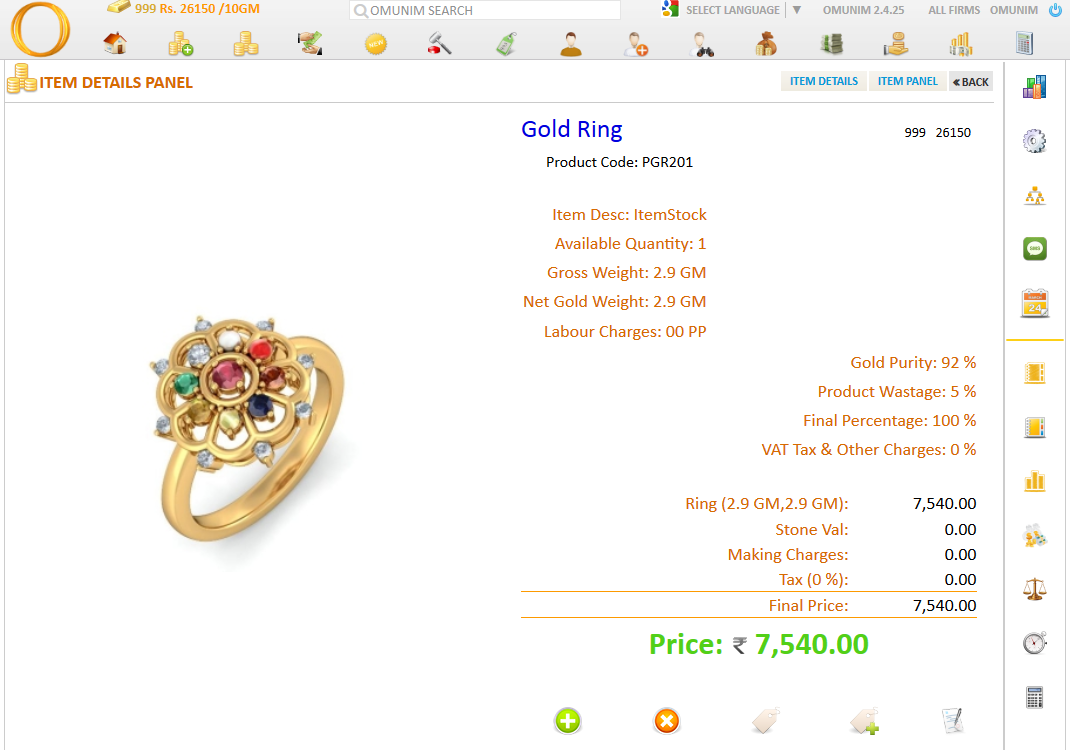 999 Rs. 26150 /10GM
OMUNIM SEARCH
SELECT LANGUAGE
OMUNIM 2.4.25
ALL FIRMS
OMUNIM
NEW
ITEM DETAILS PANEL
ITEM DETAILS
ITEM PANEL
« BACK
Gold Ring
999 26150
Product Code: PGR201
Item Desc: ItemStock
Available Quantity: 1
Gross Weight: 2.9 GM
Net Gold Weight: 2.9 GM
Labour Charges: 00 PP
Gold Purity: 92 %
Product Wastage: 5 %
Final Percentage: 100 %
VAT Tax & Other Charges: 0 %
Ring (2.9 GM,2.9 GM): 7,540.00
Stone Val: 0.00
Making Charges: 0.00
Tax (0 %): 0.00
Final Price: 7,540.00
Price: ₹ 7,540.00
SMS
24